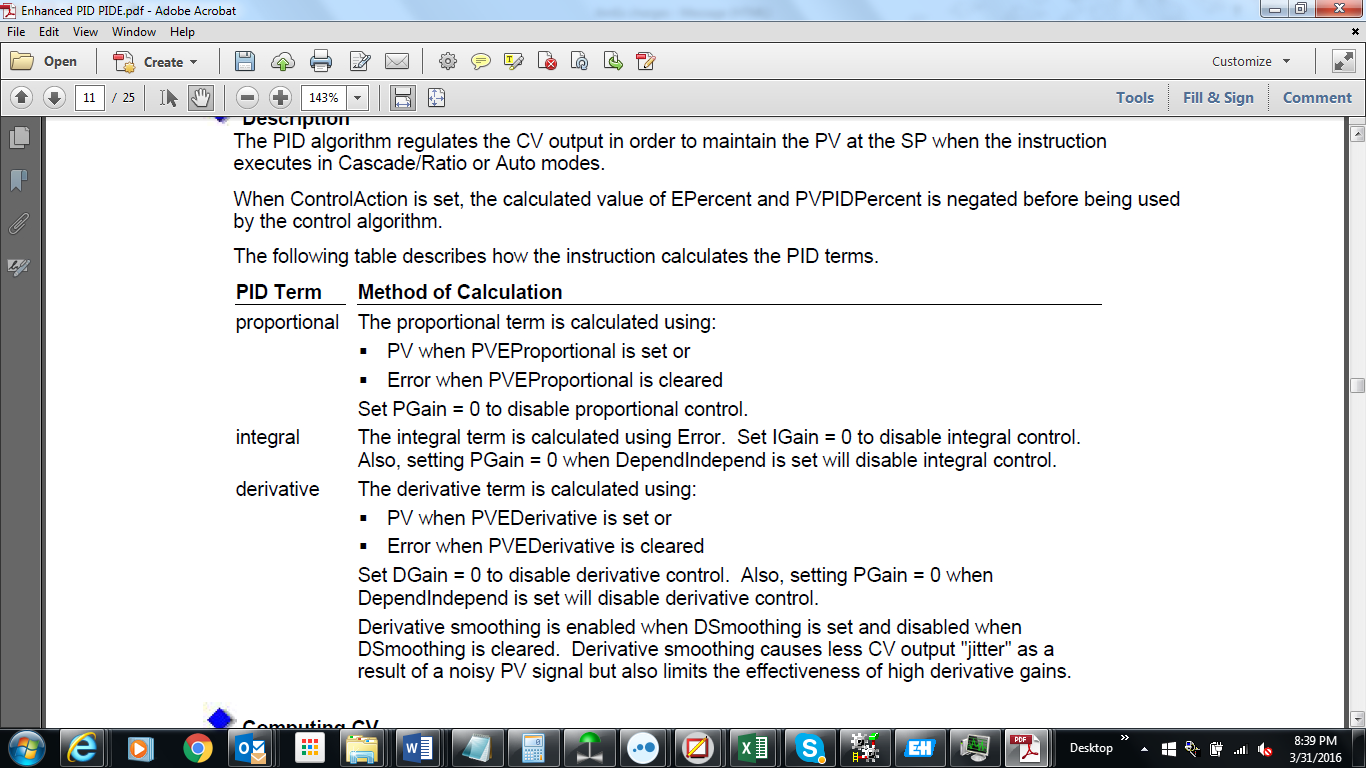 Enhanced PID PIDE.pdf - Adobe Acrobat
File Edit View Window Help
Open Create Customize
11 / 25 143% Tools Fill & Sign Comment
Description
The PID algorithm regulates the CV output in order to maintain the PV at the SP when the instruction
executes in Cascade/Ratio or Auto modes.
When ControlAction is set, the calculated value of EPercent and PVPIDPercent is negated before being used
by the control algorithm.
The following table describes how the instruction calculates the PID terms.
PID Term Method of Calculation
proportional The proportional term is calculated using:
▪ PV when PVEProportional is set or
▪ Error when PVEProportional is cleared
Set PGain = 0 to disable proportional control.
integral The integral term is calculated using Error. Set IGain = 0 to disable integral control.
Also, setting PGain = 0 when DependIndepend is set will disable integral control.
derivative The derivative term is calculated using:
▪ PV when PVEDerivative is set or
▪ Error when PVEDerivative is cleared
Set DGain = 0 to disable derivative control. Also, setting PGain = 0 when
DependIndepend is set will disable derivative control.
Derivative smoothing is enabled when DSmoothing is set and disabled when
DSmoothing is cleared. Derivative smoothing causes less CV output "jitter" as a
result of a noisy PV signal but also limits the effectiveness of high derivative gains.
Computing CV
Desktop 8:39 PM
3/31/2016